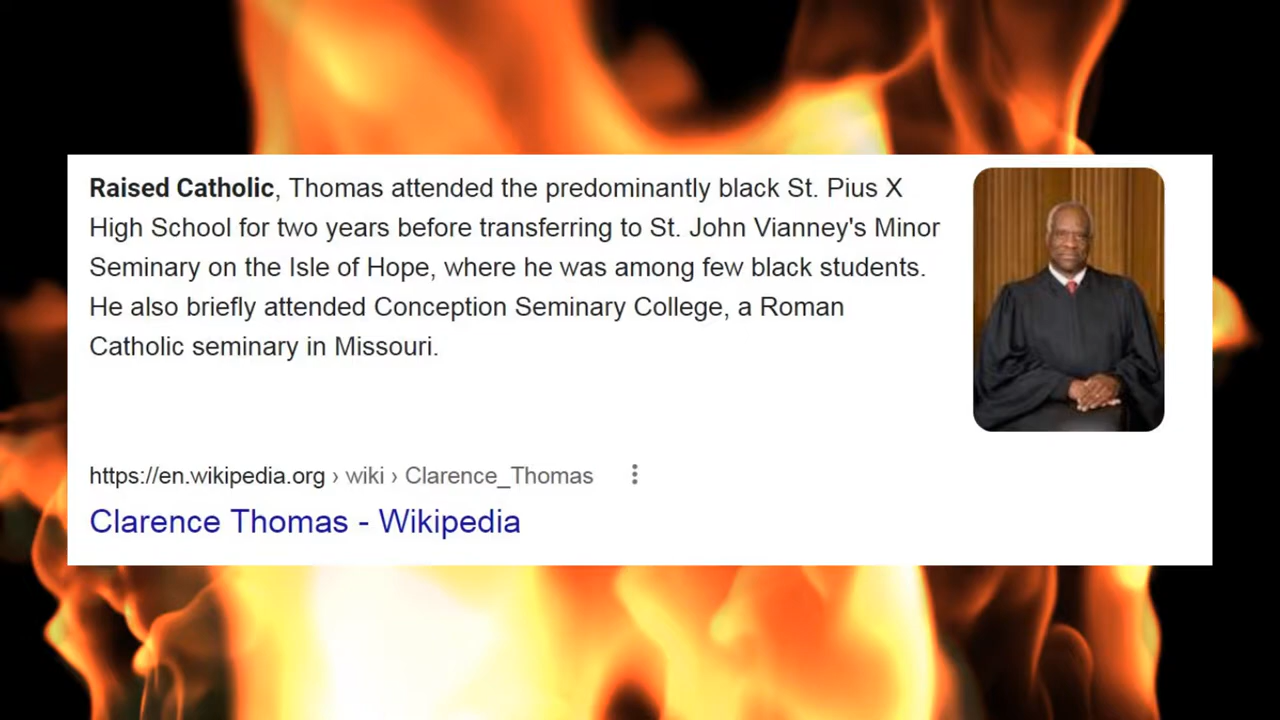 Raised Catholic, Thomas attended the predominantly black St. Pius X
High School for two years before transferring to St. John Vianney's Minor
Seminary on the Isle of Hope, where he was among few black students.
He also briefly attended Conception Seminary College, a Roman
Catholic seminary in Missouri.
https://en.wikipedia.org › wiki › Clarence_Thomas
Clarence Thomas - Wikipedia